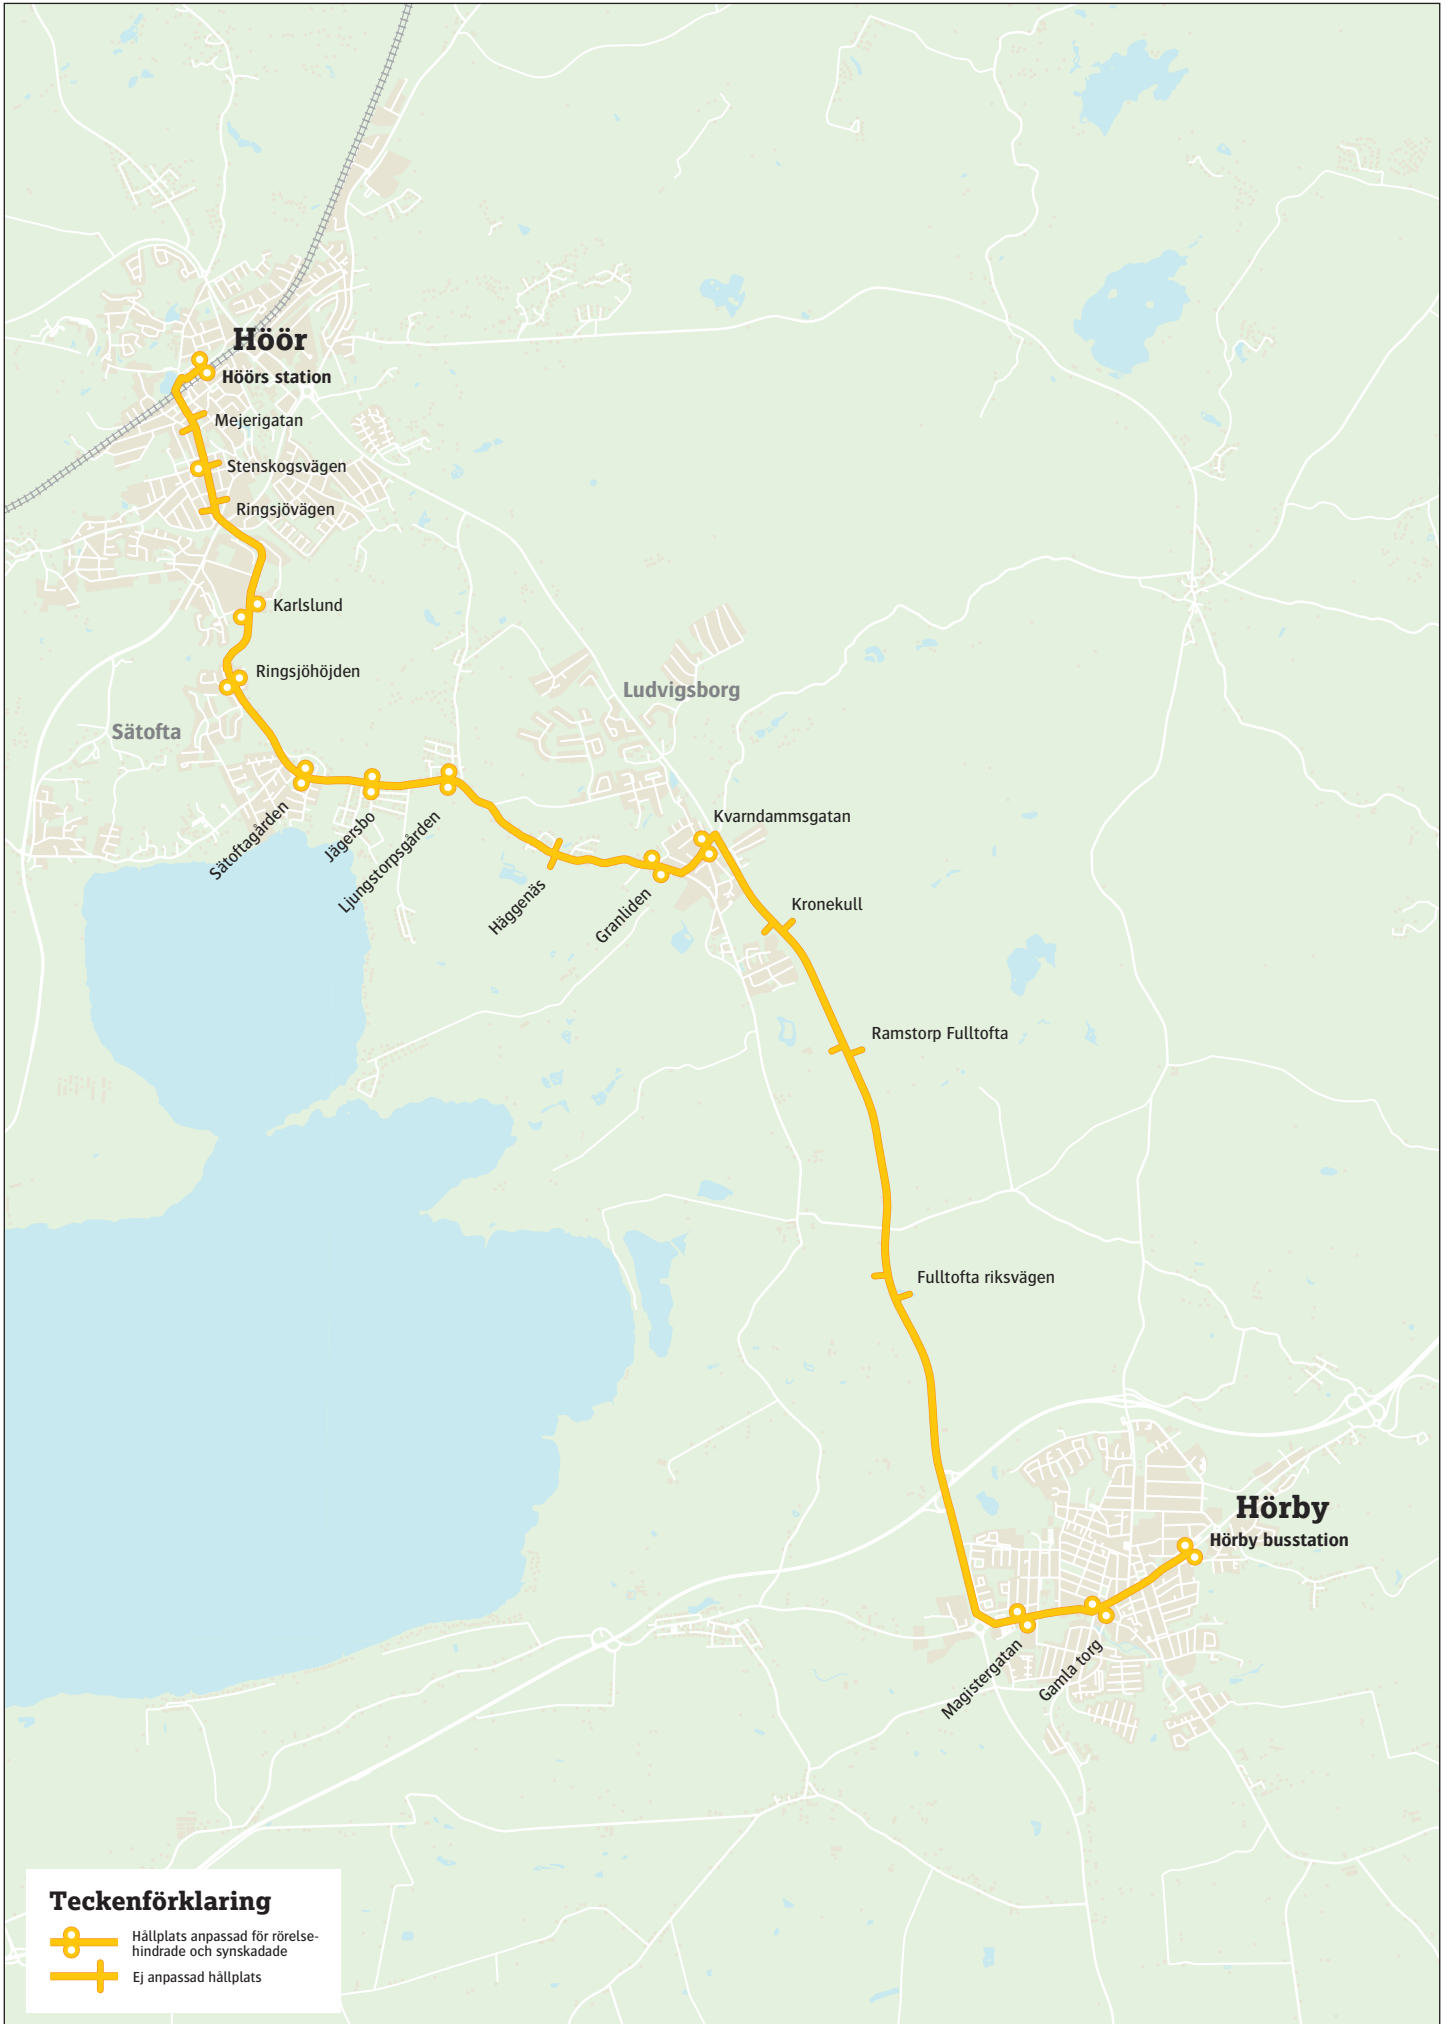 Höör
Höörs station
Mejerigatan
Stenskogsvägen
Ringsjövägen
Karlslund
Ringsjöhöjden
Ludvigsborg
Sätofta
Sätoftagården
Jägersbo
Ljungstorpsgården
Häggenäs
Granliden
Kvarndammsgatan
Kronekull
Ramstorp Fulltofta
Fulltofta riksvägen
Hörby
Hörby busstation
Magistergatan
Gamla torg
Teckenförklaring
Hållplats anpassad för rörelse-
hindrade och synskadade
Ej anpassad hållplats